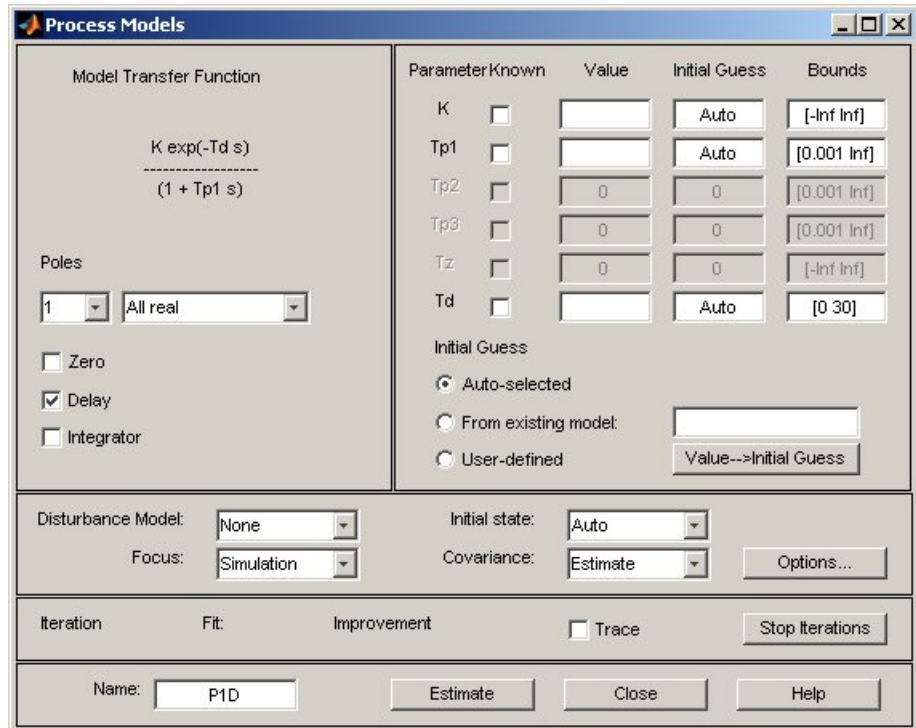 Process Models
Model Transfer Function
K exp(-Td s)
------------------
(1 + Tp1 s)
Poles
1 All real
Zero
Delay
Integrator
Parameter Known Value Initial Guess Bounds
K Auto [-Inf Inf]
Tp1 Auto [0.001 Inf]
Tp2 0 0 [0.001 Inf]
Tp3 0 0 [0.001 Inf]
Tz 0 0 [-Inf Inf]
Td Auto [0 30]
Initial Guess
Auto-selected
From existing model:
User-defined Value-->Initial Guess
Disturbance Model: None Initial state: Auto
Focus: Simulation Covariance: Estimate Options...
Iteration Fit: Improvement Trace Stop Iterations
Name: P1D Estimate Close Help